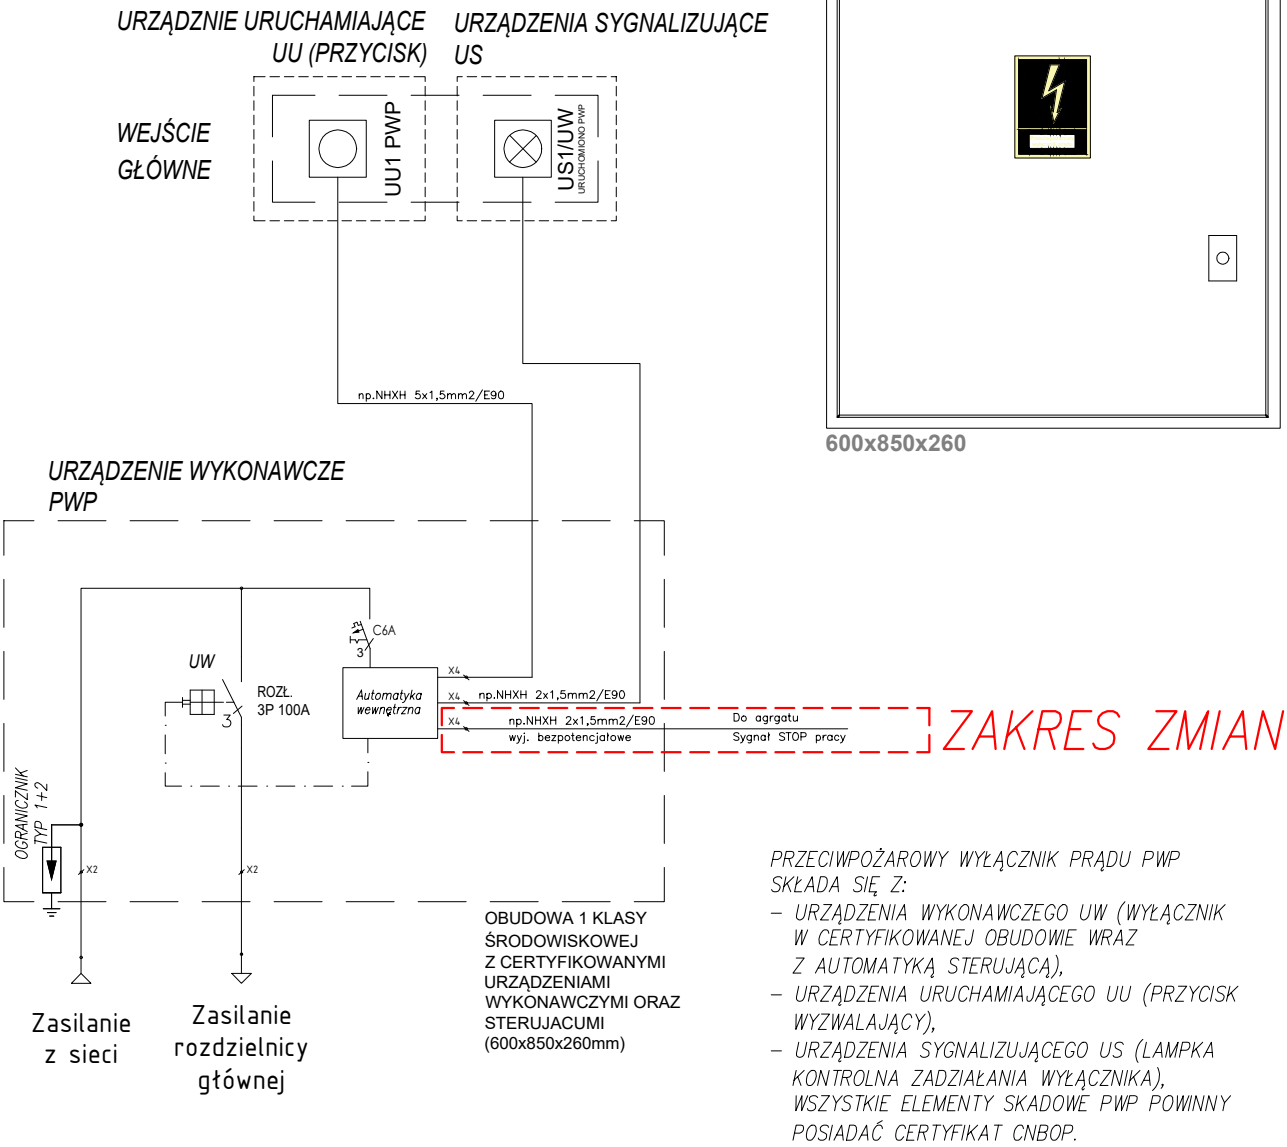 URZĄDZNIE URUCHAMIAJĄCE
UU (PRZYCISK)
URZĄDZENIA SYGNALIZUJĄCE
US
WEJŚCIE
GŁÓWNE
UU1 PWP
US1/UW
URUCHOMIONO PWP
600x850x260
np.NHXH 5x1,5mm2/E90
URZĄDZENIE WYKONAWCZE
PWP
C6A
3
UW
ROZŁ.
3P 100A
3
Automatyka
wewnętrzna
X4
X4
np.NHXH 2x1,5mm2/E90
X4
np.NHXH 2x1,5mm2/E90
wyj. bezpotencjałowe
Do agrgatu
Sygnał STOP pracy
ZAKRES ZMIAN
OGRANICZNIK
TYP 1+2
X2
X2
Zasilanie
z sieci
Zasilanie
rozdzielnicy
głównej
OBUDOWA 1 KLASY
ŚRODOWISKOWEJ
Z CERTYFIKOWANYMI
URZĄDZENIAMI
WYKONAWCZYMI ORAZ
STERUJACUMI
(600x850x260mm)
PRZECIWPOŻAROWY WYŁĄCZNIK PRĄDU PWP
SKŁADA SIĘ Z:
– URZĄDZENIA WYKONAWCZEGO UW (WYŁĄCZNIK
W CERTYFIKOWANEJ OBUDOWIE WRAZ
Z AUTOMATYKĄ STERUJĄCĄ),
– URZĄDZENIA URUCHAMIAJĄCEGO UU (PRZYCISK
WYZWALAJĄCY),
– URZĄDZENIA SYGNALIZUJĄCEGO US (LAMPKA
KONTROLNA ZADZIAŁANIA WYŁĄCZNIKA),
WSZYSTKIE ELEMENTY SKADOWE PWP POWINNY
POSIADAĆ CERTYFIKAT CNBOP.